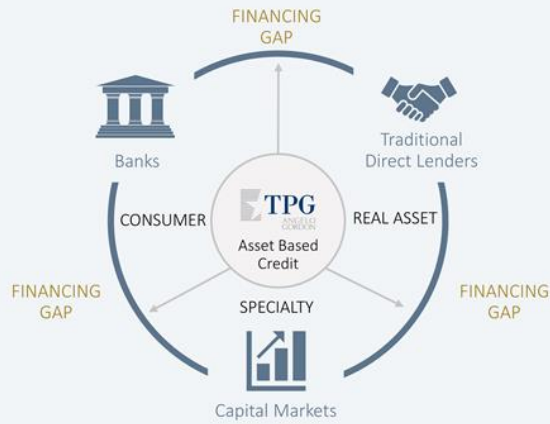 FINANCING
GAP
Banks
Traditional
Direct Lenders
CONSUMER
TPG
ANGELO
GORDON
Asset Based
Credit
REAL ASSET
FINANCING
GAP
SPECIALTY
FINANCING
GAP
Capital Markets